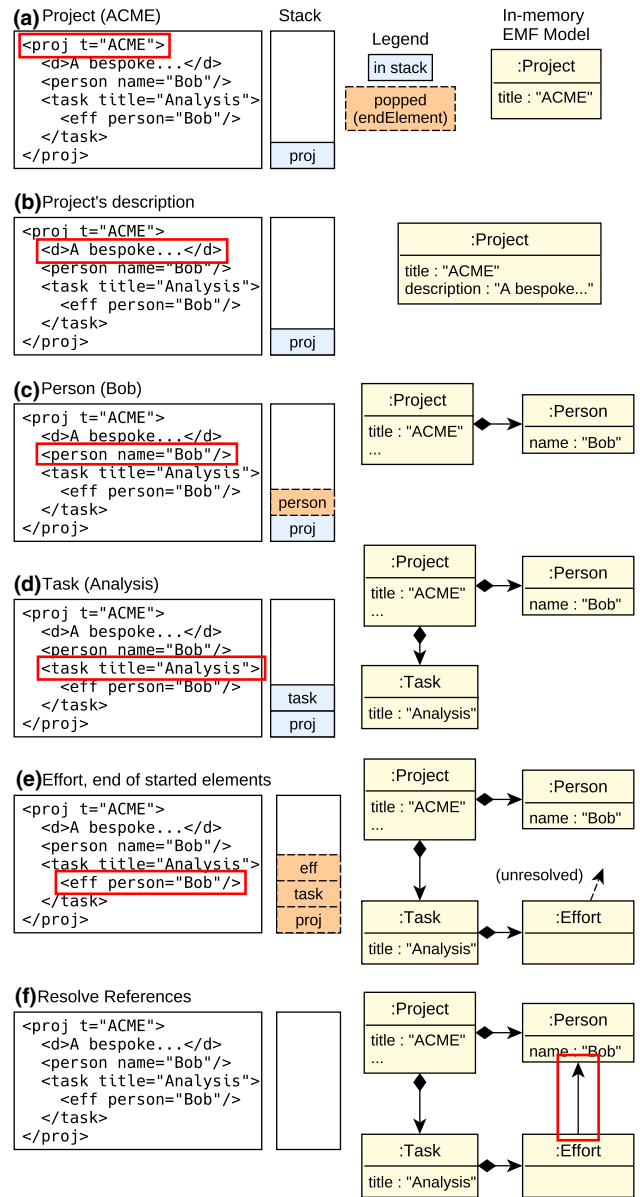 (a) Project (ACME)
Stack
Legend
in stack
popped
(endElement)
In-memory
EMF Model
<proj t="ACME">
<d>A bespoke...</d>
<person name="Bob"/>
<task title="Analysis">
<eff person="Bob"/>
</task>
</proj>
proj
:Project
title : "ACME"
(b) Project's description
<proj t="ACME">
<d>A bespoke...</d>
<person name="Bob"/>
<task title="Analysis">
<eff person="Bob"/>
</task>
</proj>
proj
:Project
title : "ACME"
description : "A bespoke..."
(c) Person (Bob)
<proj t="ACME">
<d>A bespoke...</d>
<person name="Bob"/>
<task title="Analysis">
<eff person="Bob"/>
</task>
</proj>
person
proj
:Project
title : "ACME"
...
:Person
name : "Bob"
(d) Task (Analysis)
<proj t="ACME">
<d>A bespoke...</d>
<person name="Bob"/>
<task title="Analysis">
<eff person="Bob"/>
</task>
</proj>
task
proj
:Project
title : "ACME"
...
:Person
name : "Bob"
:Task
title : "Analysis"
(e) Effort, end of started elements
<proj t="ACME">
<d>A bespoke...</d>
<person name="Bob"/>
<task title="Analysis">
<eff person="Bob"/>
</task>
</proj>
eff
task
proj
:Project
title : "ACME"
...
:Person
name : "Bob"
(unresolved)
:Task
title : "Analysis"
:Effort
(f) Resolve References
<proj t="ACME">
<d>A bespoke...</d>
<person name="Bob"/>
<task title="Analysis">
<eff person="Bob"/>
</task>
</proj>
:Project
title : "ACME"
...
:Person
name : "Bob"
:Task
title : "Analysis"
:Effort